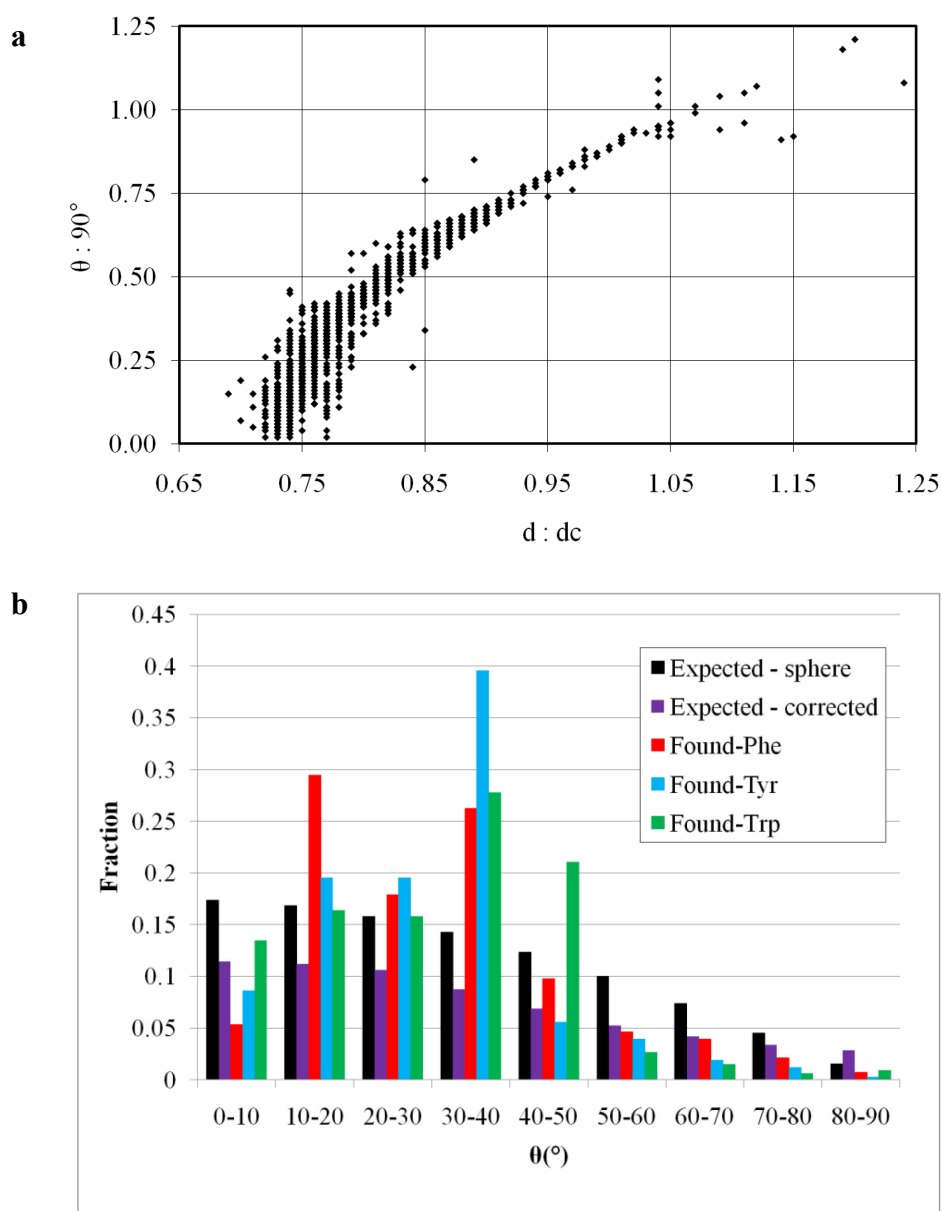 a
1.25
1.00
0.75
0.50
0.25
0.00
θ : 90°
0.65 0.75 0.85 0.95 1.05 1.15 1.25
d : dc
b
0.45
0.4
0.35
0.3
0.25
0.2
0.15
0.1
0.05
0
Fraction
Expected - sphere
Expected - corrected
Found-Phe
Found-Tyr
Found-Trp
0-10 10-20 20-30 30-40 40-50 50-60 60-70 70-80 80-90
θ(°)